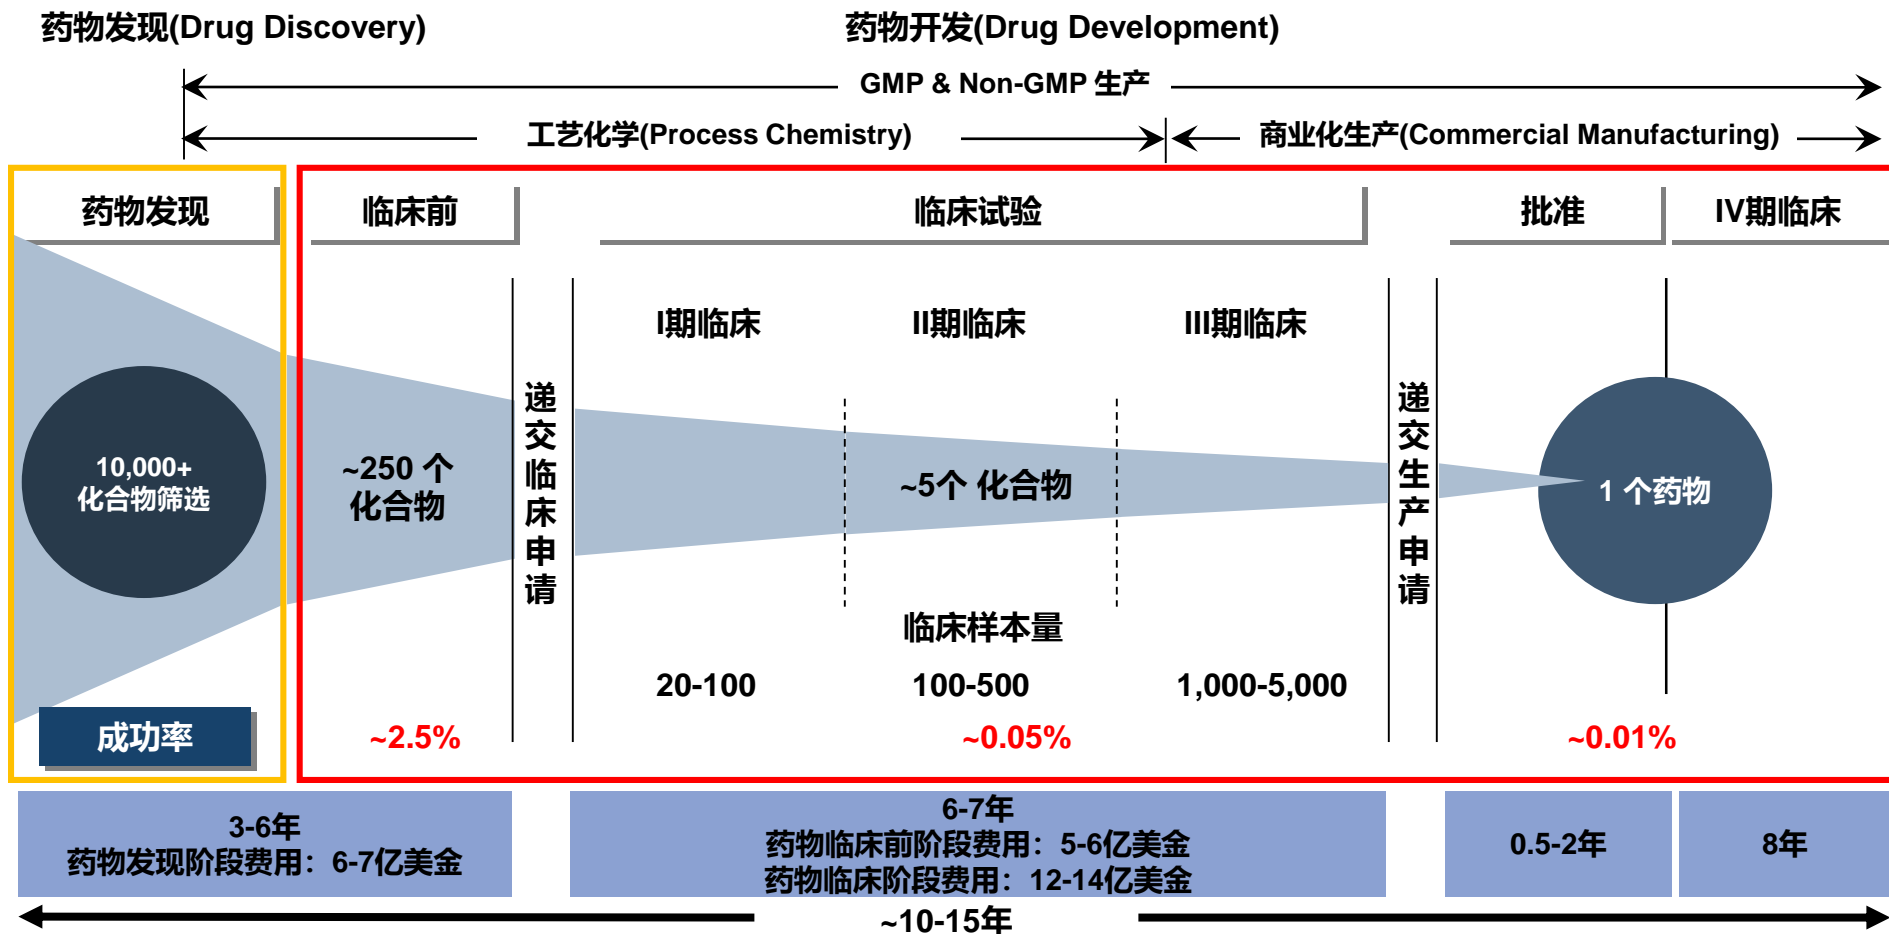 药物发现(Drug Discovery)
药物开发(Drug Development)
GMP & Non-GMP 生产
工艺化学(Process Chemistry)
商业化生产(Commercial Manufacturing)
药物发现
临床前
临床试验
批准
IV期临床
I期临床
II期临床
III期临床
10,000+
化合物筛选
~250 个
化合物
递交临床申请
~5个 化合物
递交生产申请
1 个药物
临床样本量
20-100
100-500
1,000-5,000
成功率
~2.5%
~0.05%
~0.01%
3-6年
药物发现阶段费用：6-7亿美金
6-7年
药物临床前阶段费用：5-6亿美金
药物临床阶段费用：12-14亿美金
0.5-2年
8年
~10-15年